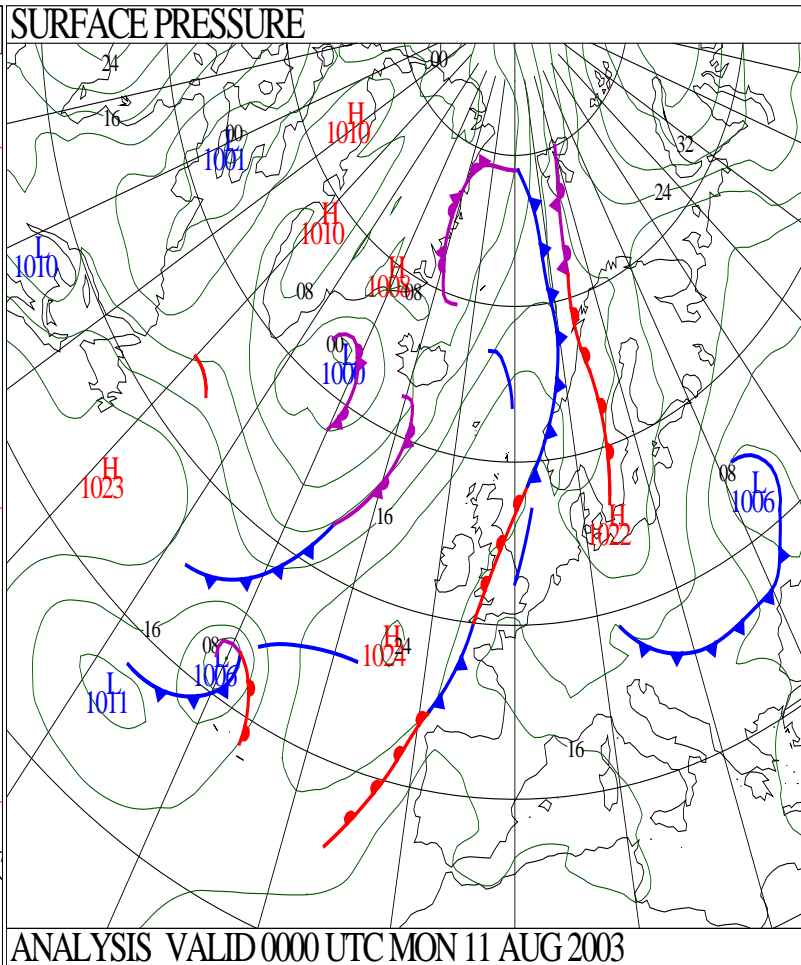 SURFACE PRESSURE
00
24
H
1010
16
00
L
1001
32
24
H
1010
L
1010
H
1008
08
08
00
L
1000
H
1023
08
L
1006
16
H
1022
16
08
L
1006
H
1024
24
L
1011
16
ANALYSIS VALID 0000 UTC MON 11 AUG 2003